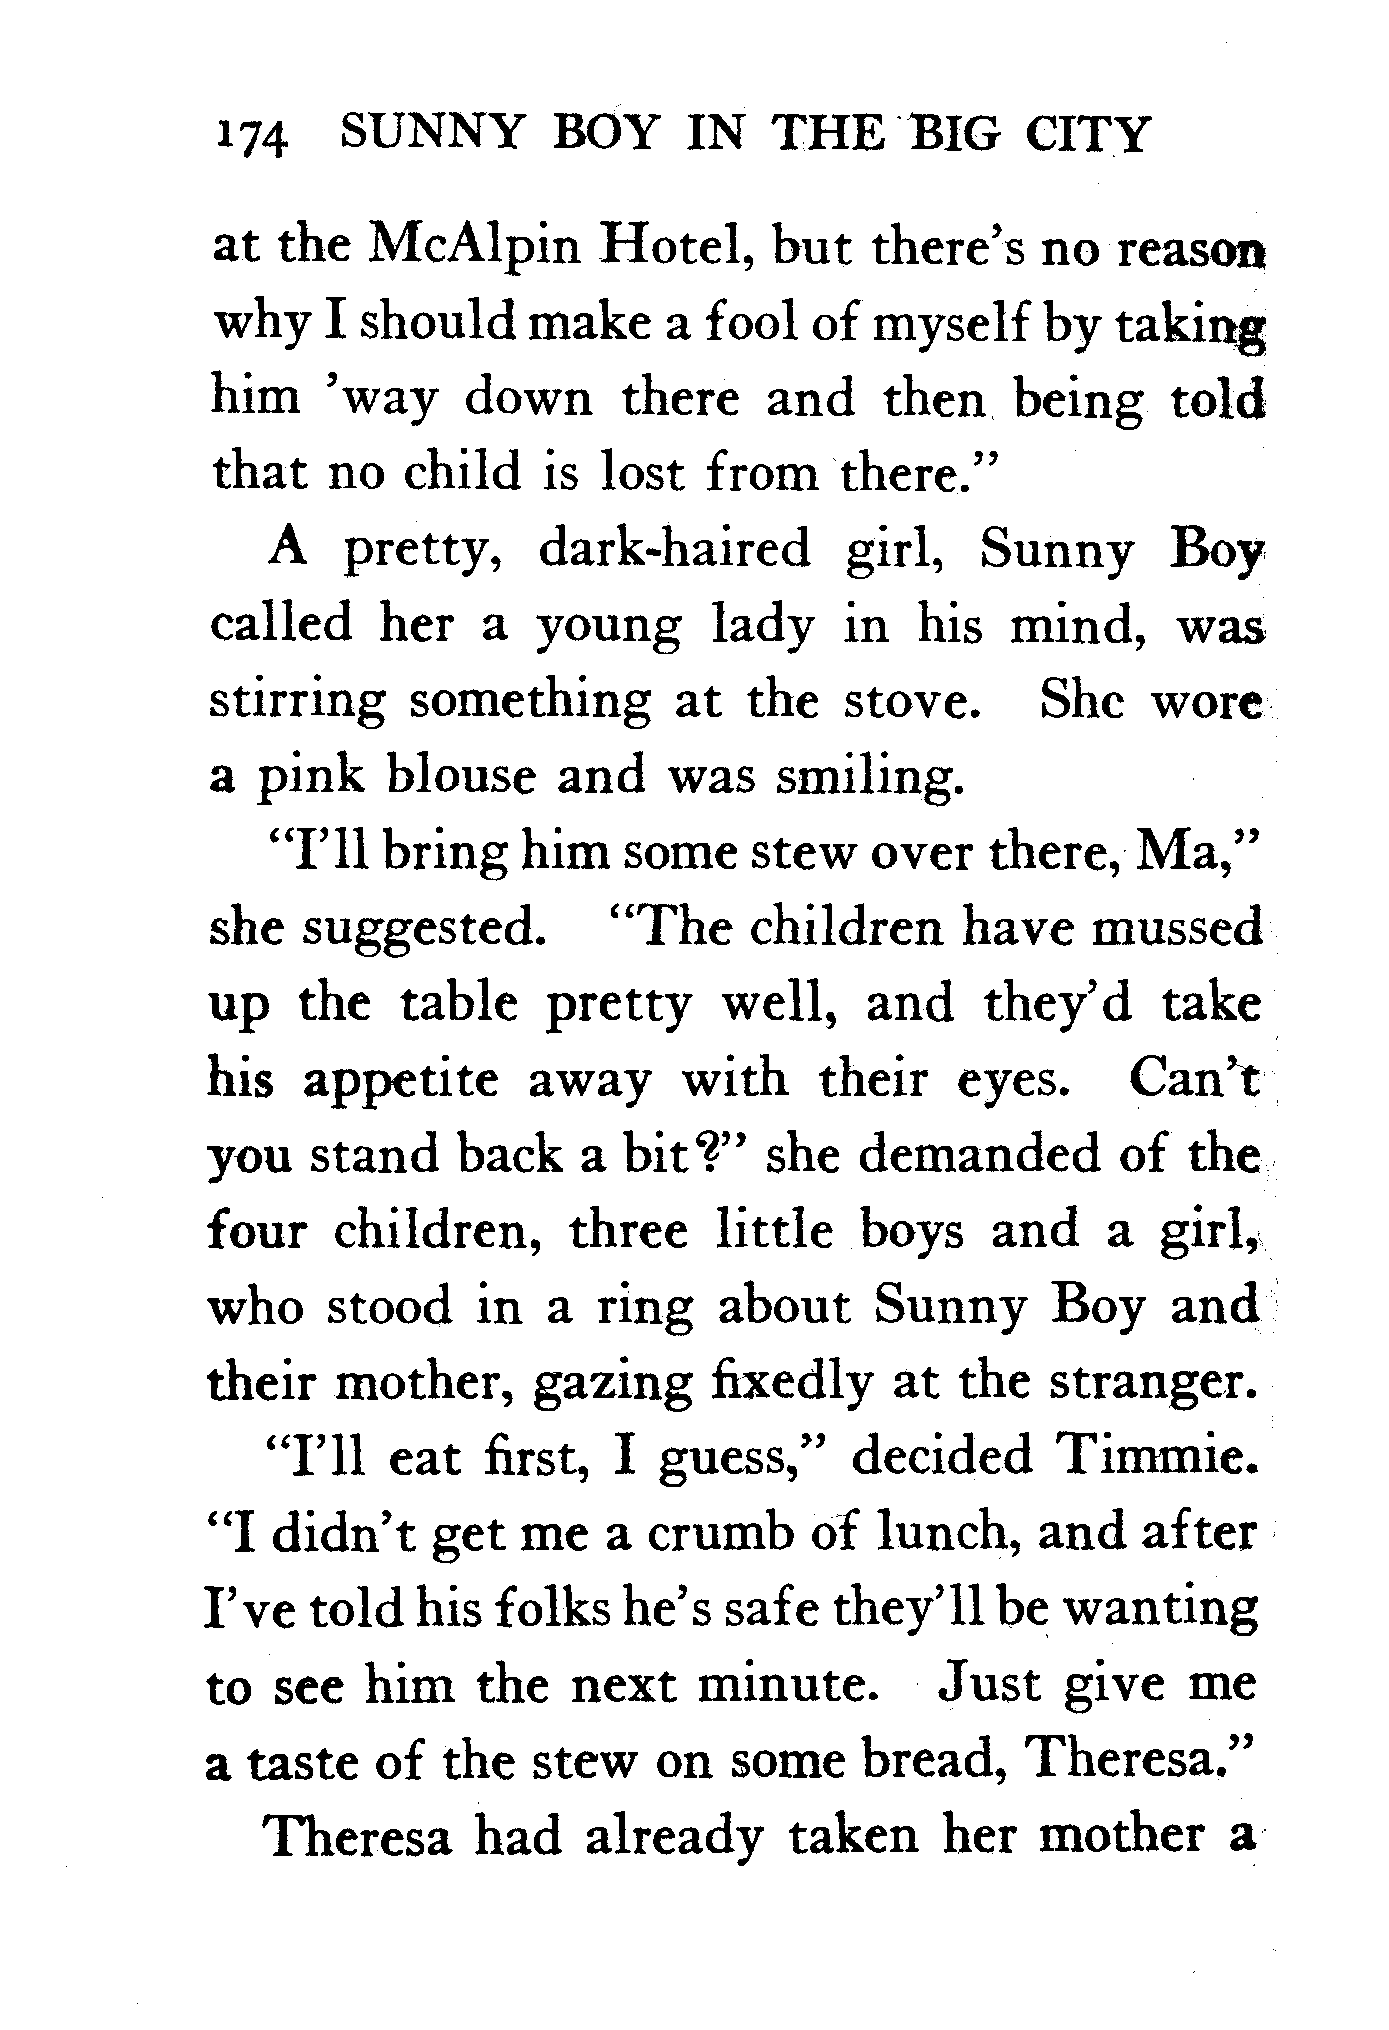 174 SUNNY BOY IN THE BIG CITY
at the McAlpin Hotel, but there's no reason
why I should make a fool of myself by taking
him 'way down there and then being told
that no child is lost from there."
A pretty, dark-haired girl, Sunny Boy
called her a young lady in his mind, was
stirring something at the stove. She wore
a pink blouse and was smiling.
"I'll bring him some stew over there, Ma,"
she suggested. "The children have mussed
up the table pretty well, and they'd take
his appetite away with their eyes. Can't
you stand back a bit?" she demanded of the
four children, three little boys and a girl,
who stood in a ring about Sunny Boy and
their mother, gazing fixedly at the stranger.
"I'll eat first, I guess," decided Timmie.
"I didn't get me a crumb of lunch, and after
I've told his folks he's safe they'll be wanting
to see him the next minute. Just give me
a taste of the stew on some bread, Theresa."
Theresa had already taken her mother a